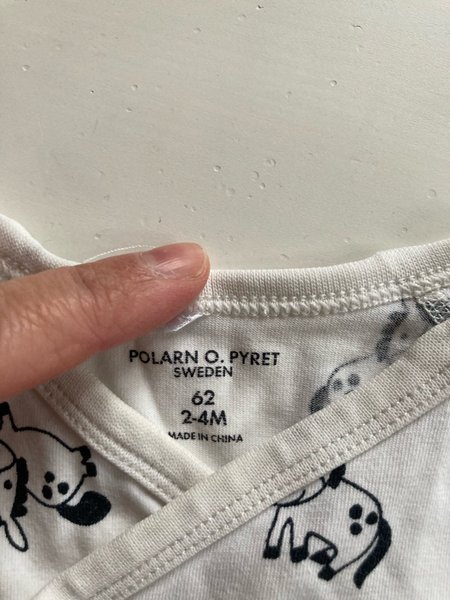 POLARN O. PYRET
SWEDEN
62
2-4M
MADE IN CHINA